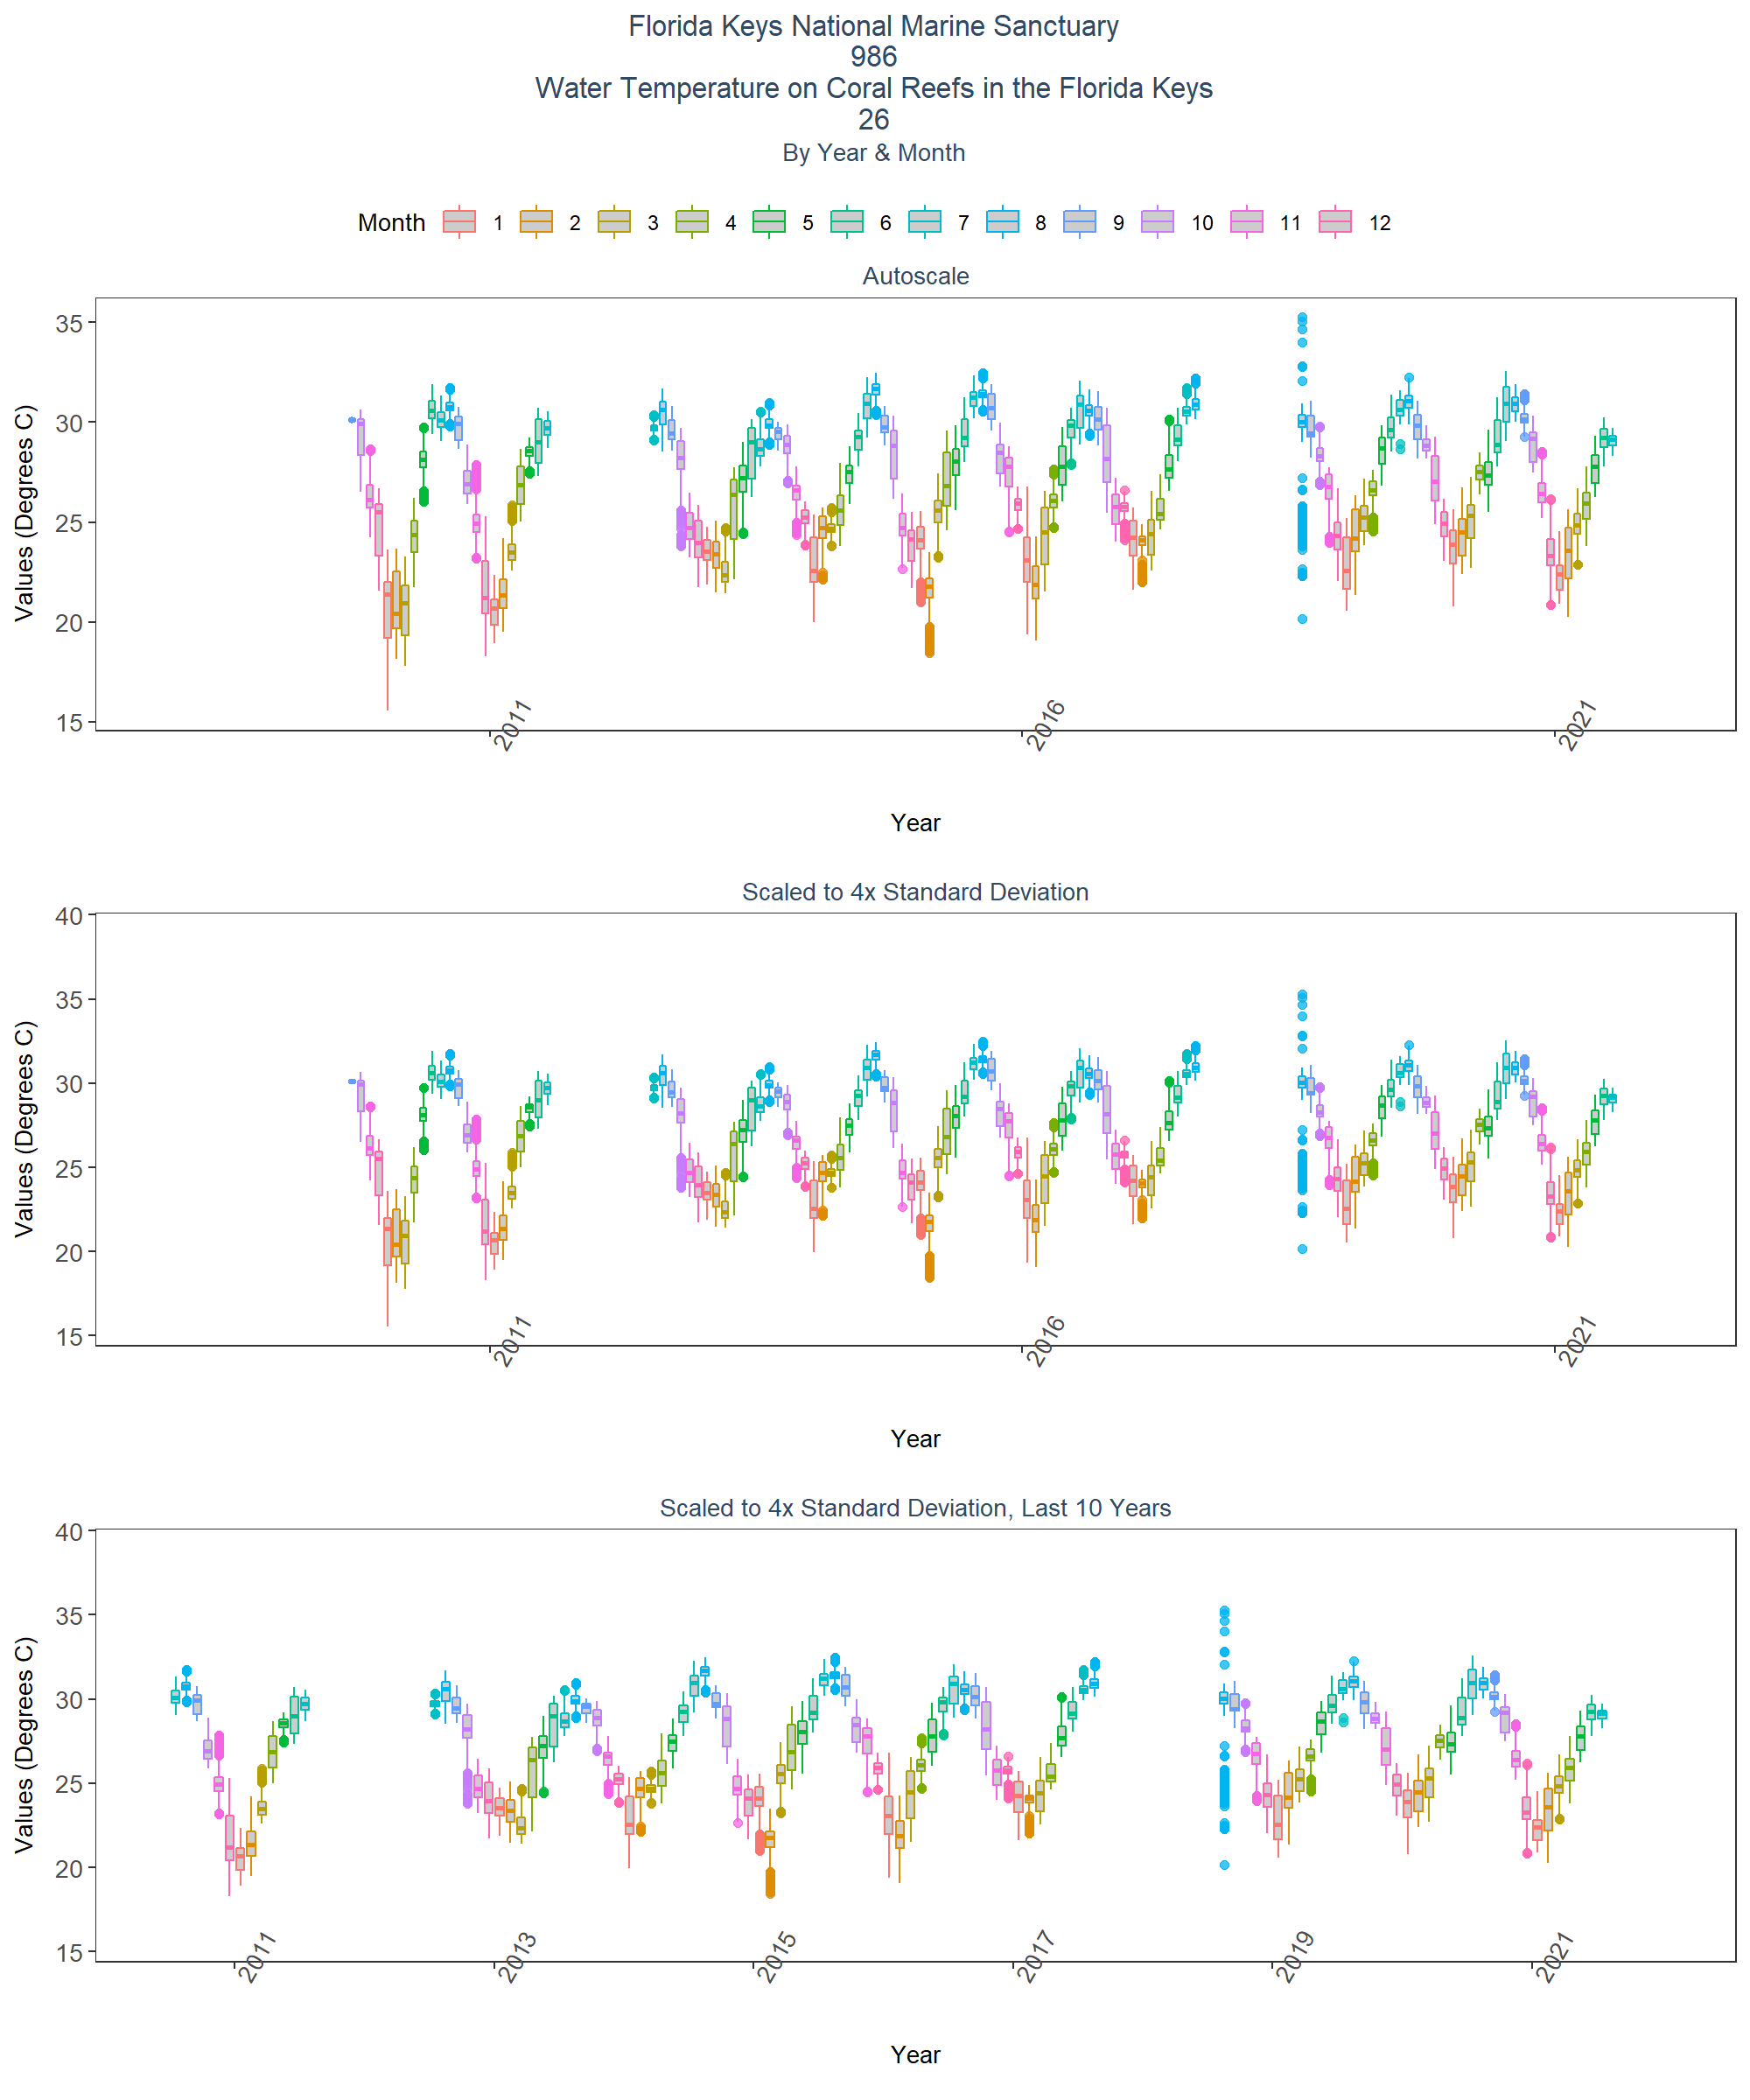 Florida Keys National Marine Sanctuary
986
Water Temperature on Coral Reefs in the Florida Keys
26
By Year & Month
Month 1 2 3 4 5 6 7 8 9 10 11 12
Autoscale
Values (Degrees C)
35
30
25
20
15
2011 2016 2021
Year
Scaled to 4x Standard Deviation
Values (Degrees C)
40
35
30
25
20
15
2011 2016 2021
Year
Scaled to 4x Standard Deviation, Last 10 Years
Values (Degrees C)
40
35
30
25
20
15
2011 2013 2015 2017 2019 2021
Year